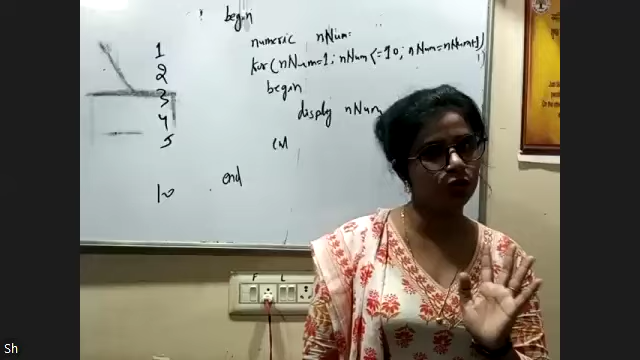 begin
numeric nNum
for(nNum=1; nNum<=10; nNum=nNum+1)
begin
display nNum
end
end
1
2
3
4
5
10
F L
Sh